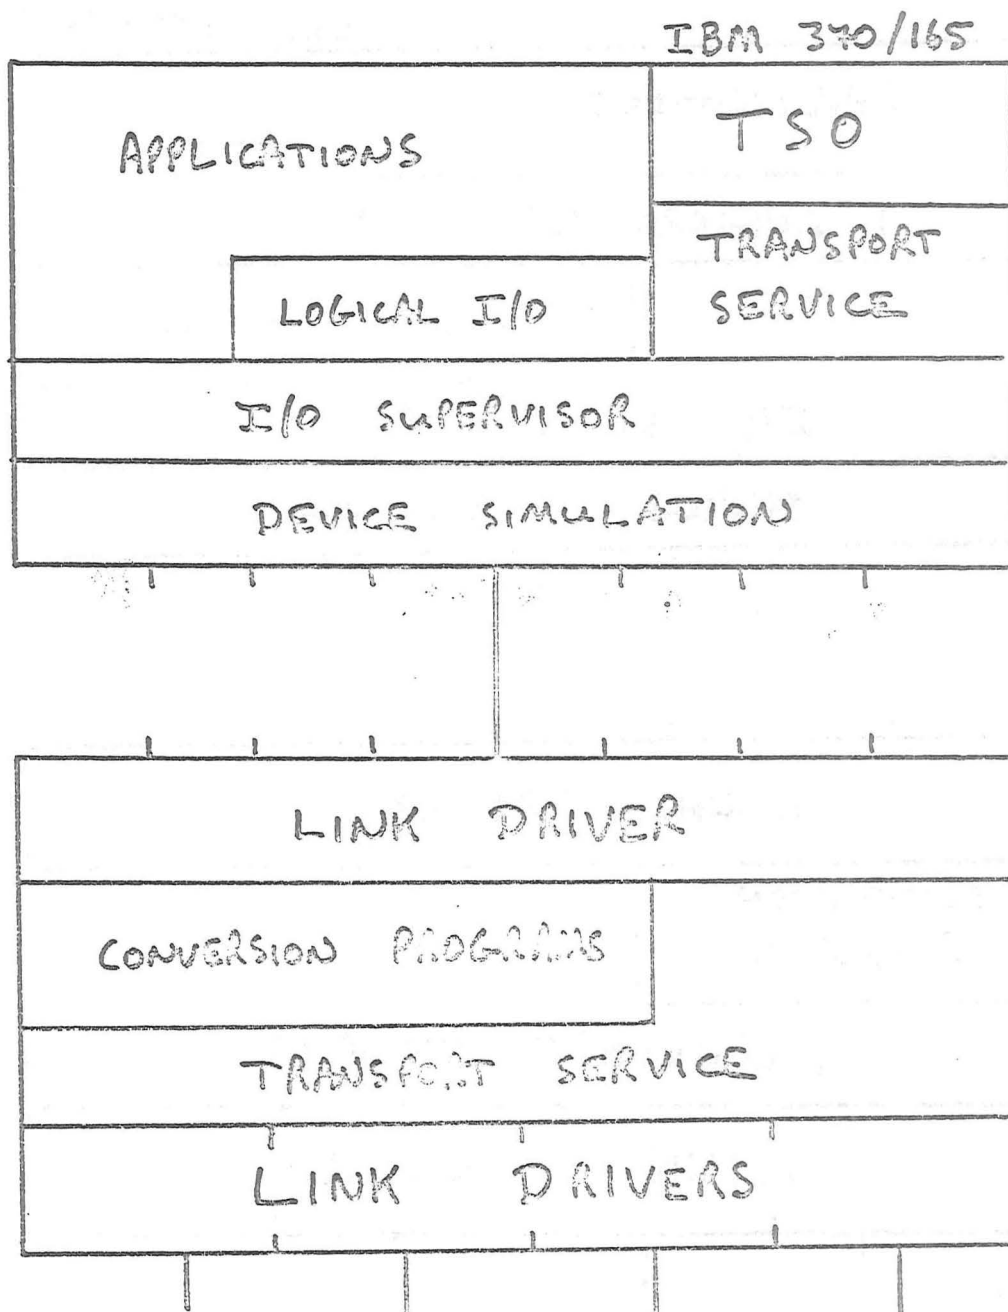 IBM 370/165
APPLICATIONS
TSO
TRANSPORT
SERVICE
LOGICAL I/O
I/O SUPERVISOR
DEVICE SIMULATION
LINK DRIVER
CONVERSION PROGRAMS
TRANSPORT SERVICE
LINK DRIVERS